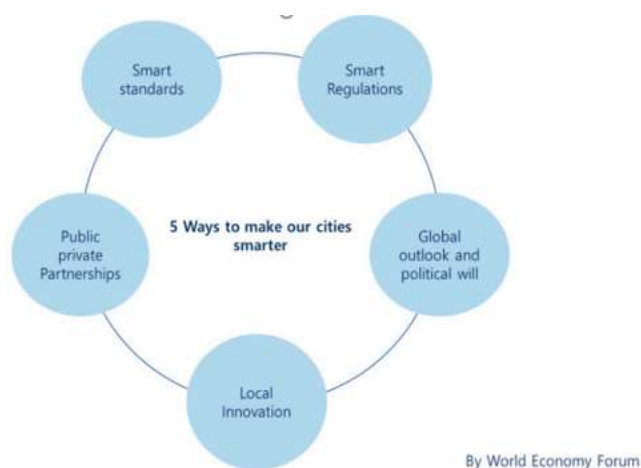 Smart
standards
Smart
Regulations
Public
private
Partnerships
5 Ways to make our cities
smarter
Global
outlook and
political will
Local
Innovation
By World Economy Forum